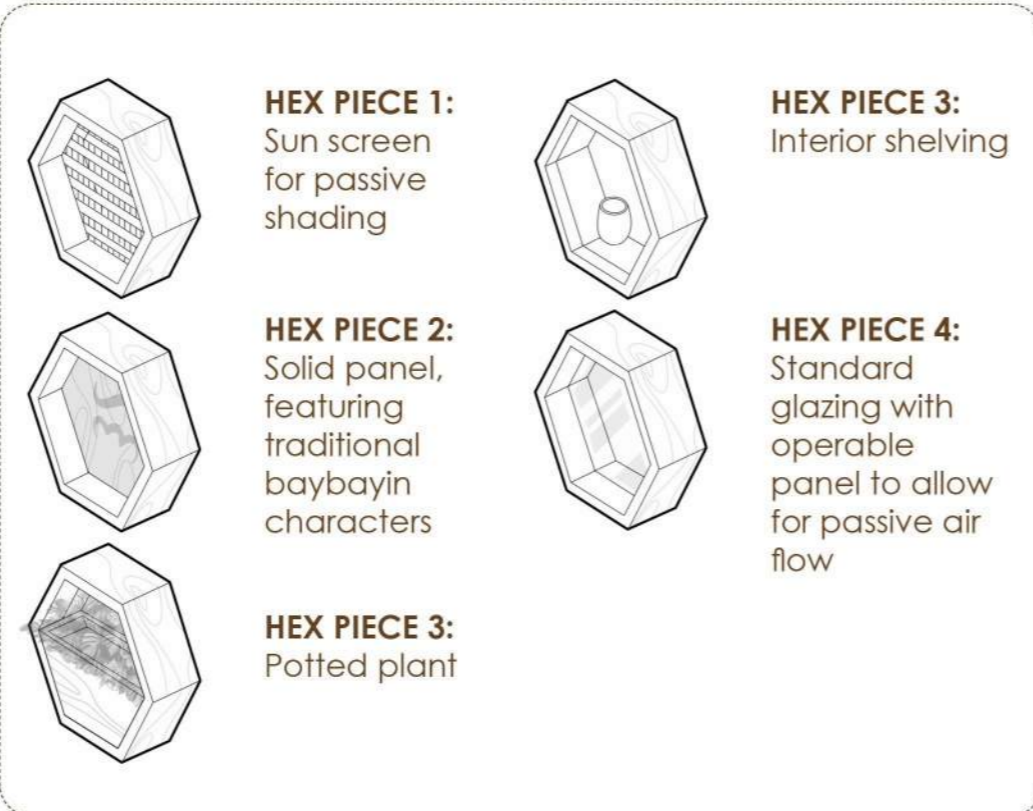 HEX PIECE 1:
Sun screen
for passive
shading
HEX PIECE 2:
Solid panel,
featuring
traditional
baybayin
characters
HEX PIECE 3:
Potted plant
HEX PIECE 3:
Interior shelving
HEX PIECE 4:
Standard
glazing with
operable
panel to allow
for passive air
flow